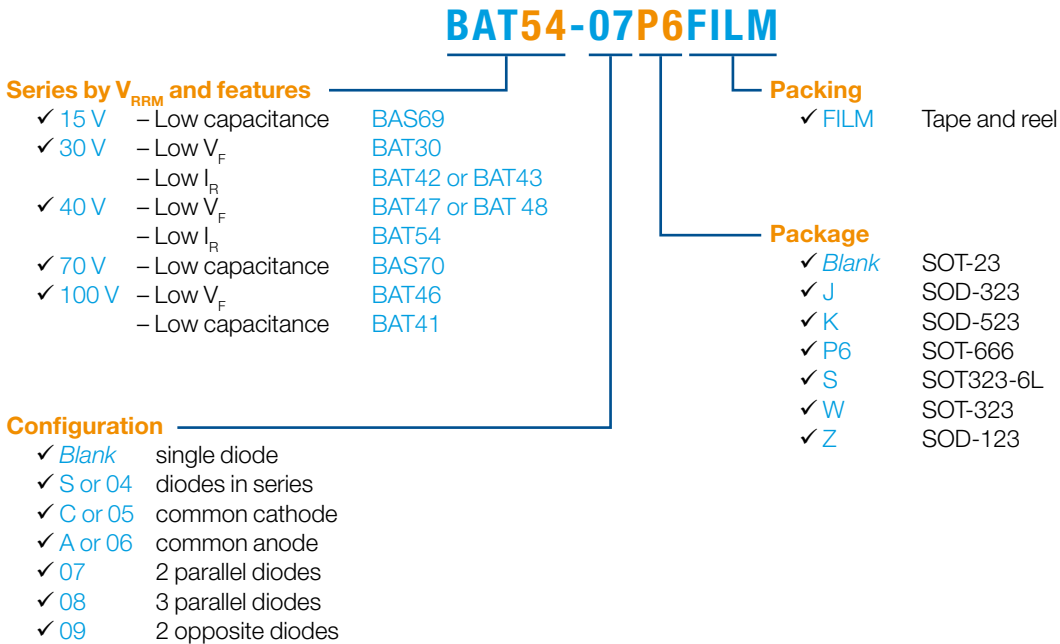 BAT54-07P6FILM
Series by VRRM and features
✓ 15 V – Low capacitance BAS69
✓ 30 V – Low VF BAT30
– Low IR BAT42 or BAT43
✓ 40 V – Low VF BAT47 or BAT 48
– Low IR BAT54
✓ 70 V – Low capacitance BAS70
✓ 100 V – Low VF BAT46
– Low capacitance BAT41
Configuration
✓ Blank single diode
✓ S or 04 diodes in series
✓ C or 05 common cathode
✓ A or 06 common anode
✓ 07 2 parallel diodes
✓ 08 3 parallel diodes
✓ 09 2 opposite diodes
Packing
✓ FILM Tape and reel
Package
✓ Blank SOT-23
✓ J SOD-323
✓ K SOD-523
✓ P6 SOT-666
✓ S SOT323-6L
✓ W SOT-323
✓ Z SOD-123